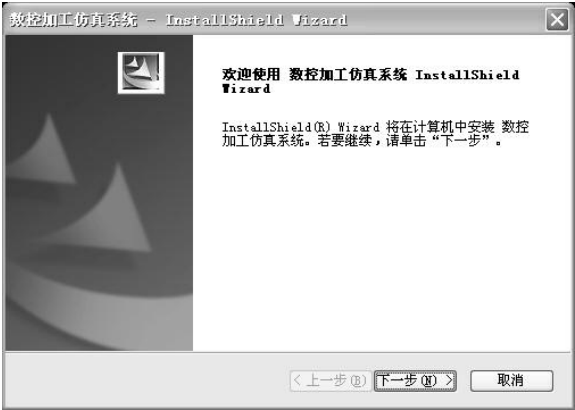 数控加工仿真系统 - InstallShield Wizard
欢迎使用 数控加工仿真系统 InstallShield
Wizard
InstallShield(R) Wizard 将在计算机中安装 数控
加工仿真系统。若要继续，请单击“下一步”。
< 上一步(B) 下一步(N) > 取消